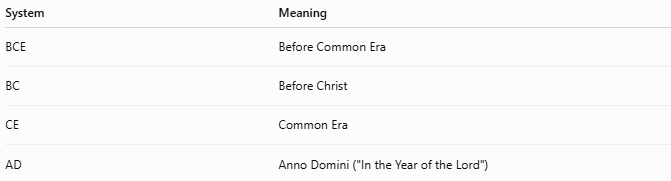 System Meaning
BCE Before Common Era
BC Before Christ
CE Common Era
AD Anno Domini ("In the Year of the Lord")